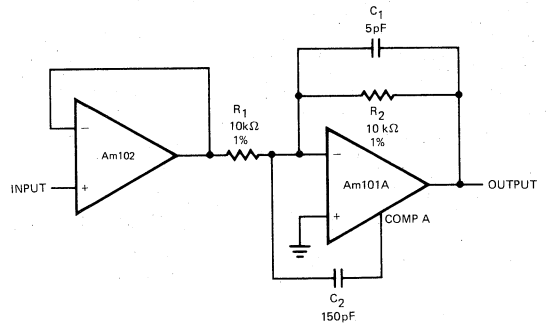 C1
5pF
R1
10kΩ
1%
R2
10 kΩ
1%
−
Am102
+
INPUT
−
Am101A
+
OUTPUT
COMP A
C2
150pF